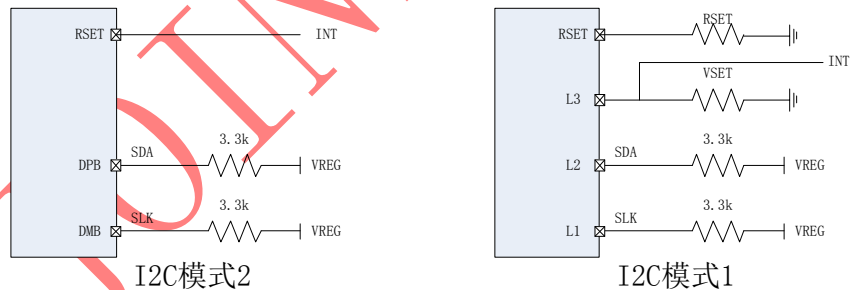 RSET
INT
DPB
SDA
3.3k
VREG
DMB
SLK
3.3k
VREG
I2C模式2
RSET
RSET
INT
L3
VSET
L2
SDA
3.3k
VREG
L1
SLK
3.3k
VREG
I2C模式1